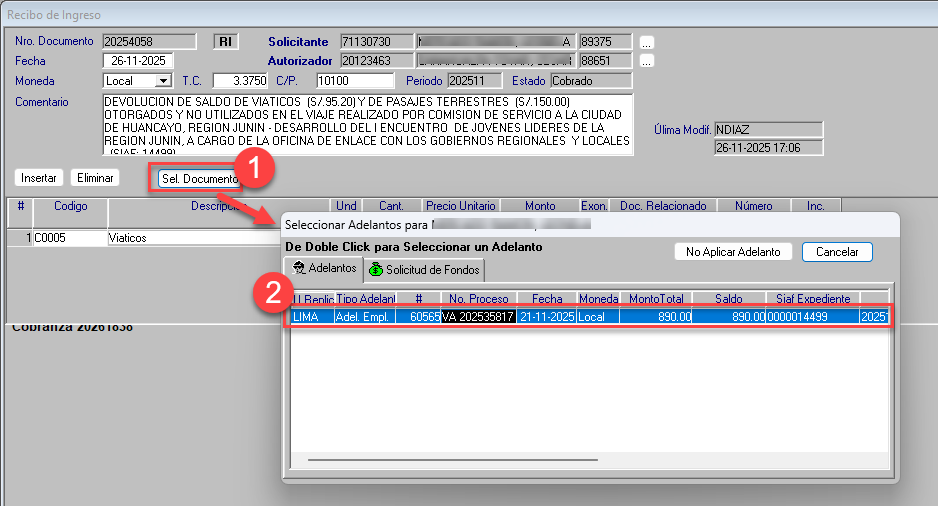 Recibo de Ingreso
Nro. Documento 20254058 RI Solicitante 71130730 A 89375 ...
Fecha 26-11-2025 Autorizador 20123463 88651 ...
Moneda Local T.C. 3.3750 C/P. 10100 Periodo 202511 Estado Cobrado
Comentario
DEVOLUCION DE SALDO DE VIATICOS (S/.95.20) Y DE PASAJES TERRESTRES (S/.150.00)
OTORGADOS Y NO UTILIZADOS EN EL VIAJE REALIZADO POR COMISION DE SERVICIO A LA CIUDAD
DE HUANCAYO, REGION JUNIN - DESARROLLO DEL I ENCUENTRO DE JOVENES LIDERES DE LA
REGION JUNIN, A CARGO DE LA OFICINA DE ENLACE CON LOS GOBIERNOS REGIONALES Y LOCALES
(SIAF: 14499)
Úlima Modif. NDIAZ
26-11-2025 17:06
Insertar Eliminar Sel. Documento 1
# Codigo Descripción Und Cant. Precio Unitario Monto Exon. Doc. Relacionado Número Inc.
1 C0005 Viaticos
Cobranza 20261838
Seleccionar Adelantos para
De Doble Click para Seleccionar un Adelanto
No Aplicar Adelanto Cancelar
Adelantos Solicitud de Fondos
2
U Replic Tipo Adelant # No. Proceso Fecha Moneda MontoTotal Saldo Siaf Expediente
LIMA Adel. Empl. 60565 VA 202535817 21-11-2025 Local 890.00 890.00 0000014499 20251